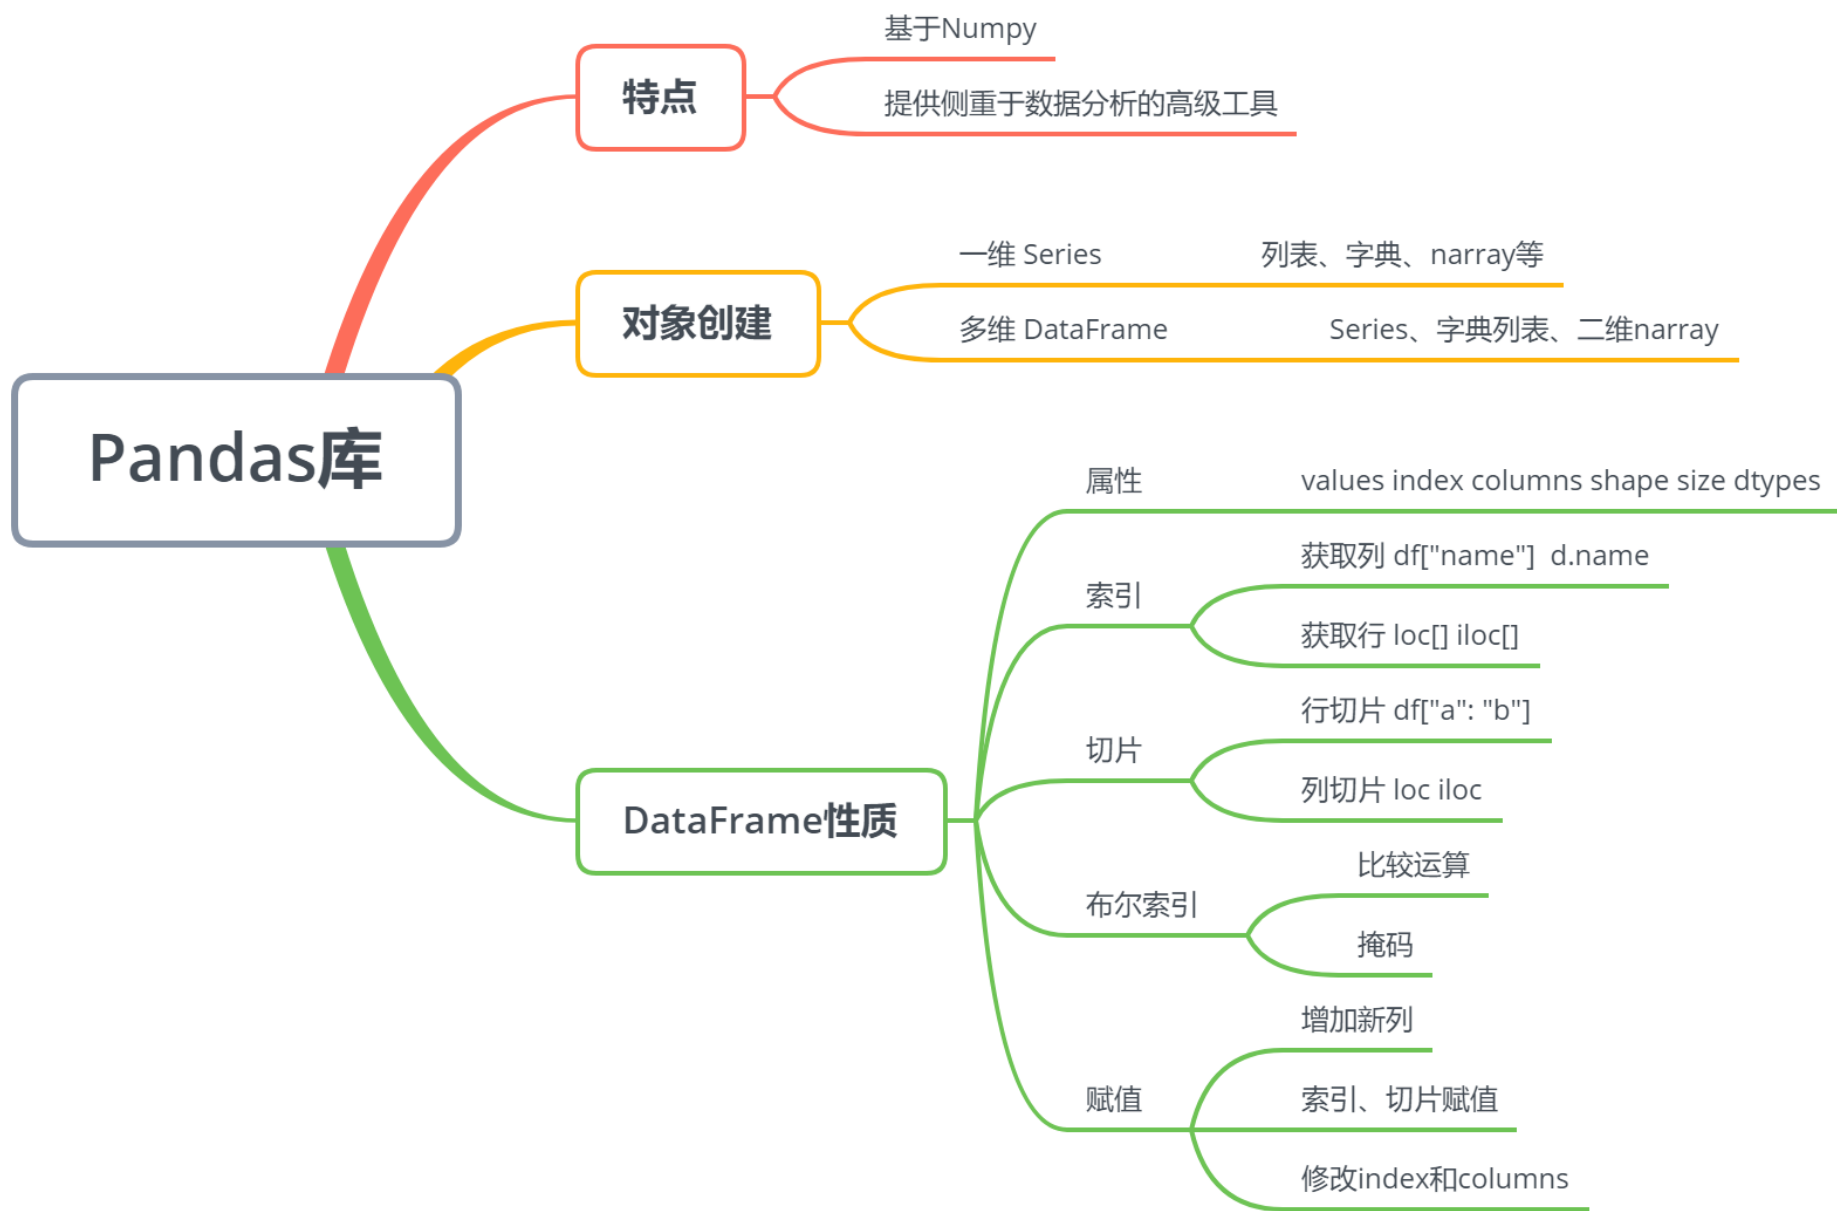 Pandas库
特点
基于Numpy
提供侧重于数据分析的高级工具
对象创建
一维 Series 列表、字典、narray等
多维 DataFrame Series、字典列表、二维narray
DataFrame性质
属性 values index columns shape size dtypes
索引
获取列 df["name"] d.name
获取行 loc[] iloc[]
切片
行切片 df["a": "b"]
列切片 loc iloc
布尔索引
比较运算
掩码
赋值
增加新列
索引、切片赋值
修改index和columns